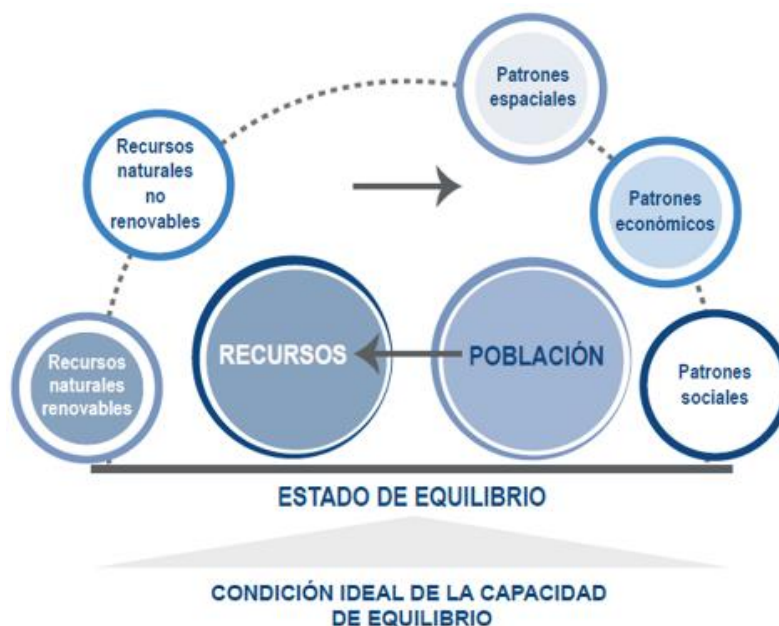 Patrones
espaciales
Recursos
naturales
no
renovables
Patrones
económicos
RECURSOS
POBLACIÓN
Recursos
naturales
renovables
Patrones
sociales
ESTADO DE EQUILIBRIO
CONDICIÓN IDEAL DE LA CAPACIDAD
DE EQUILIBRIO